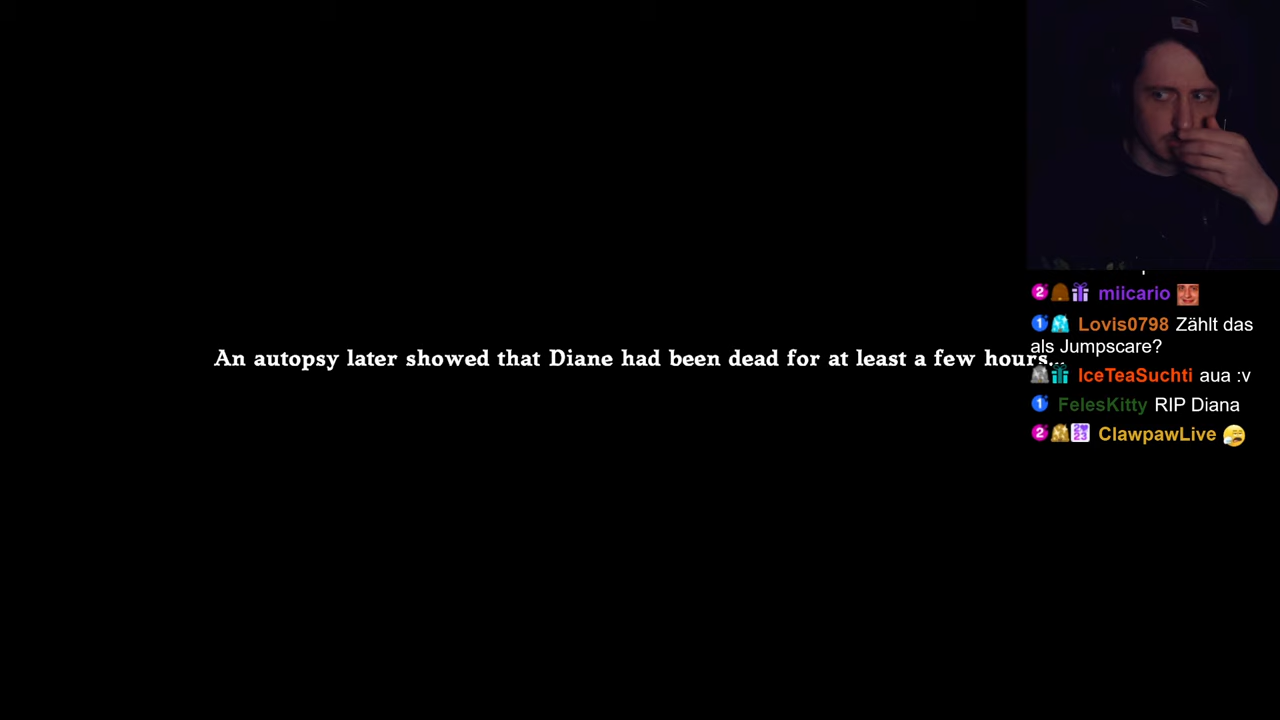 An autopsy later showed that Diane had been dead for at least a few hours...
miicario
Lovis0798 Zählt das
als Jumpscare?
IceTeaSuchti aua :v
FelesKitty RIP Diana
ClawpawLive